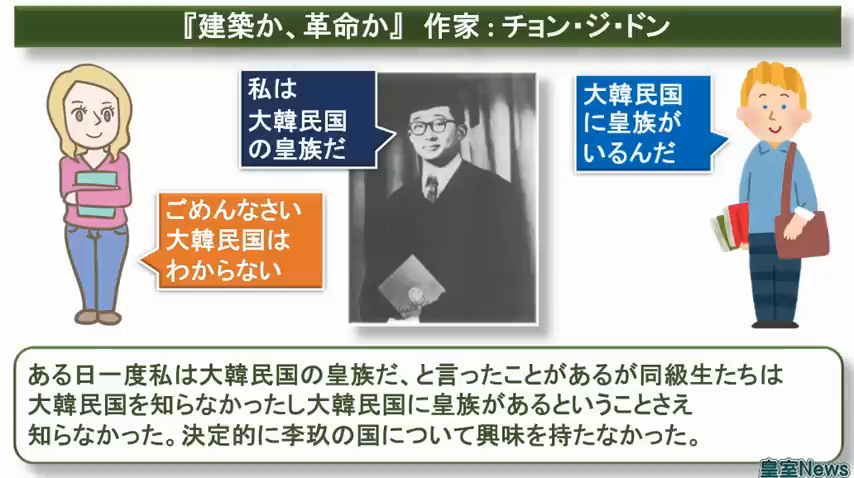 『建築か、革命か』 作家：チョン・ジ・ドン
私は
大韓民国
の皇族だ
大韓民国
に皇族が
いるんだ
ごめんなさい
大韓民国は
わからない
ある日一度私は大韓民国の皇族だ、と言ったことがあるが同級生たちは
大韓民国を知らなかったし大韓民国に皇族があるということさえ
知らなかった。決定的に李玖の国について興味を持たなかった。
皇室News